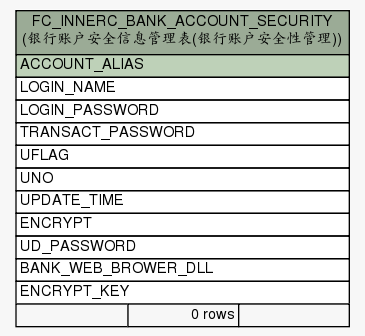 FC_INNERC_BANK_ACCOUNT_SECURITY
(银行账户安全信息管理表(银行账户安全性管理))
ACCOUNT_ALIAS
LOGIN_NAME
LOGIN_PASSWORD
TRANSACT_PASSWORD
UFLAG
UNO
UPDATE_TIME
ENCRYPT
UD_PASSWORD
BANK_WEB_BROWER_DLL
ENCRYPT_KEY
0 rows